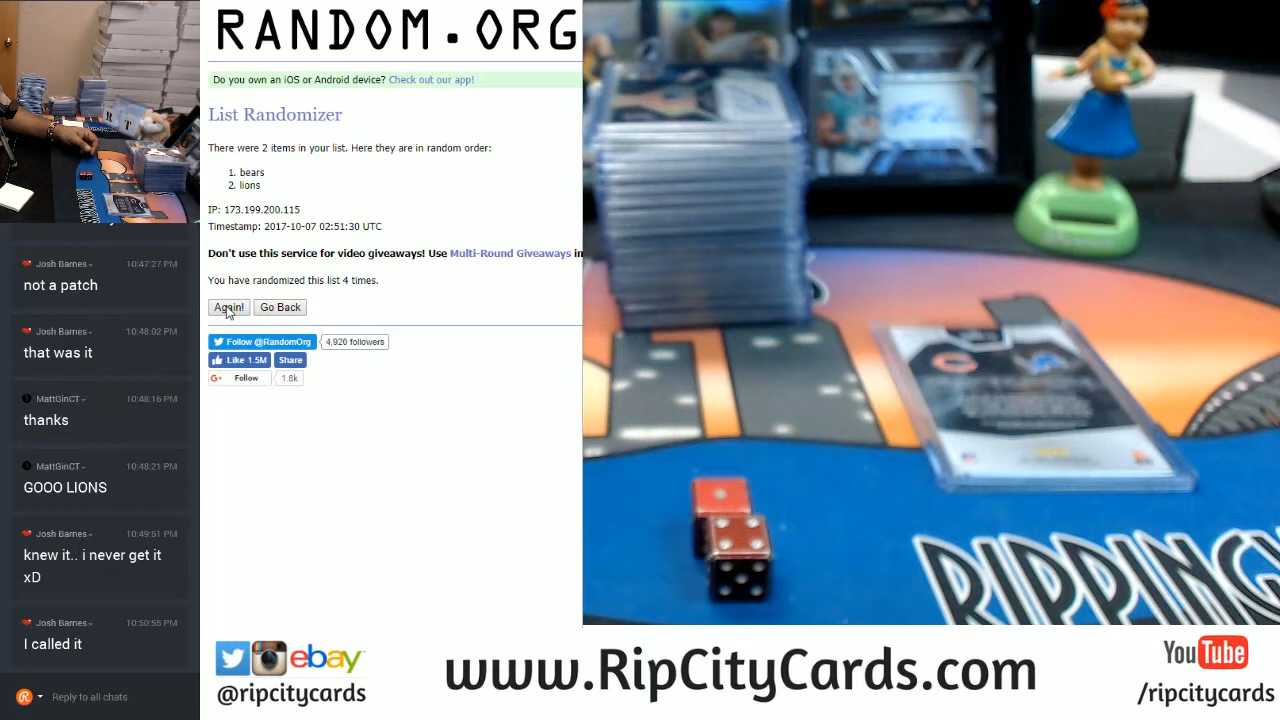 RANDOM.ORG
Do you own an iOS or Android device? Check out our app!
List Randomizer
There were 2 items in your list. Here they are in random order:
1. bears
2. lions
IP: 173.199.200.115
Timestamp: 2017-10-07 02:51:30 UTC
Don't use this service for video giveaways! Use Multi-Round Giveaways in
You have randomized this list 4 times.
Again! Go Back
Follow @RandomOrg 4,920 followers
Like 1.5M Share
G+ Follow 1.8k
Josh Barnes 10:47:27 PM
not a patch
Josh Barnes 10:48:02 PM
that was it
MattGinCT 10:48:16 PM
thanks
MattGinCT 10:48:21 PM
GOOO LIONS
Josh Barnes 10:49:51 PM
knew it.. i never get it
xD
Josh Barnes 10:50:55 PM
I called it
Reply to all chats
RIPPING
ebay
@ripcitycards
www.RipCityCards.com
YouTube
/ripcitycards